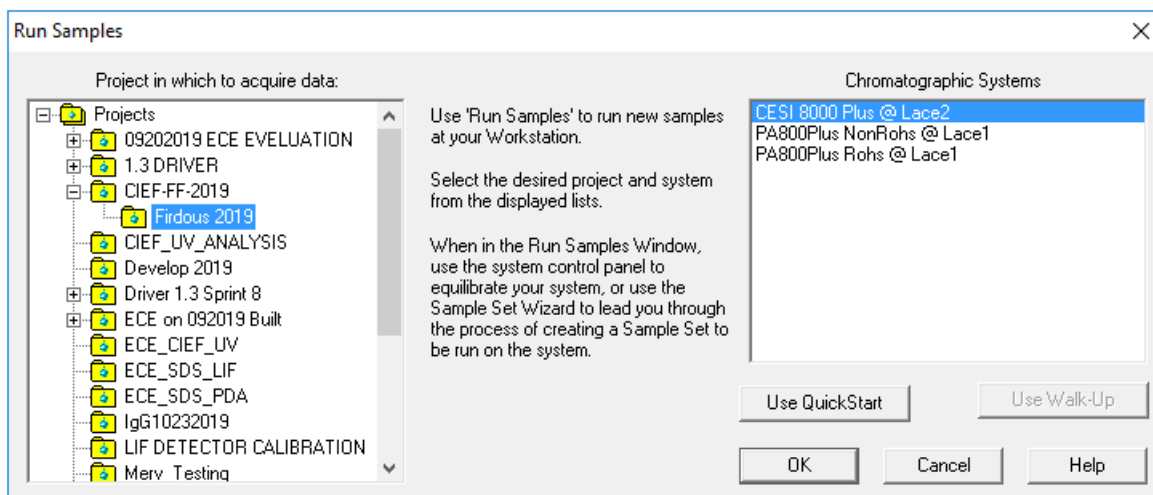 Run Samples
Project in which to acquire data:
Projects
09202019 ECE EVELUATION
1.3 DRIVER
CIEF-FF-2019
Firdous 2019
CIEF_UV_ANALYSIS
Develop 2019
Driver 1.3 Sprint 8
ECE on 092019 Built
ECE_CIEF_UV
ECE_SDS_LIF
ECE_SDS_PDA
IgG10232019
LIF DETECTOR CALIBRATION
Merv_Testing
Use 'Run Samples' to run new samples
at your Workstation.
Select the desired project and system
from the displayed lists.
When in the Run Samples Window,
use the system control panel to
equilibrate your system, or use the
Sample Set Wizard to lead you through
the process of creating a Sample Set to
be run on the system.
Chromatographic Systems
CESI 8000 Plus @ Lace2
PA800Plus NonRohs @ Lace1
PA800Plus Rohs @ Lace1
Use QuickStart
Use Walk-Up
OK
Cancel
Help